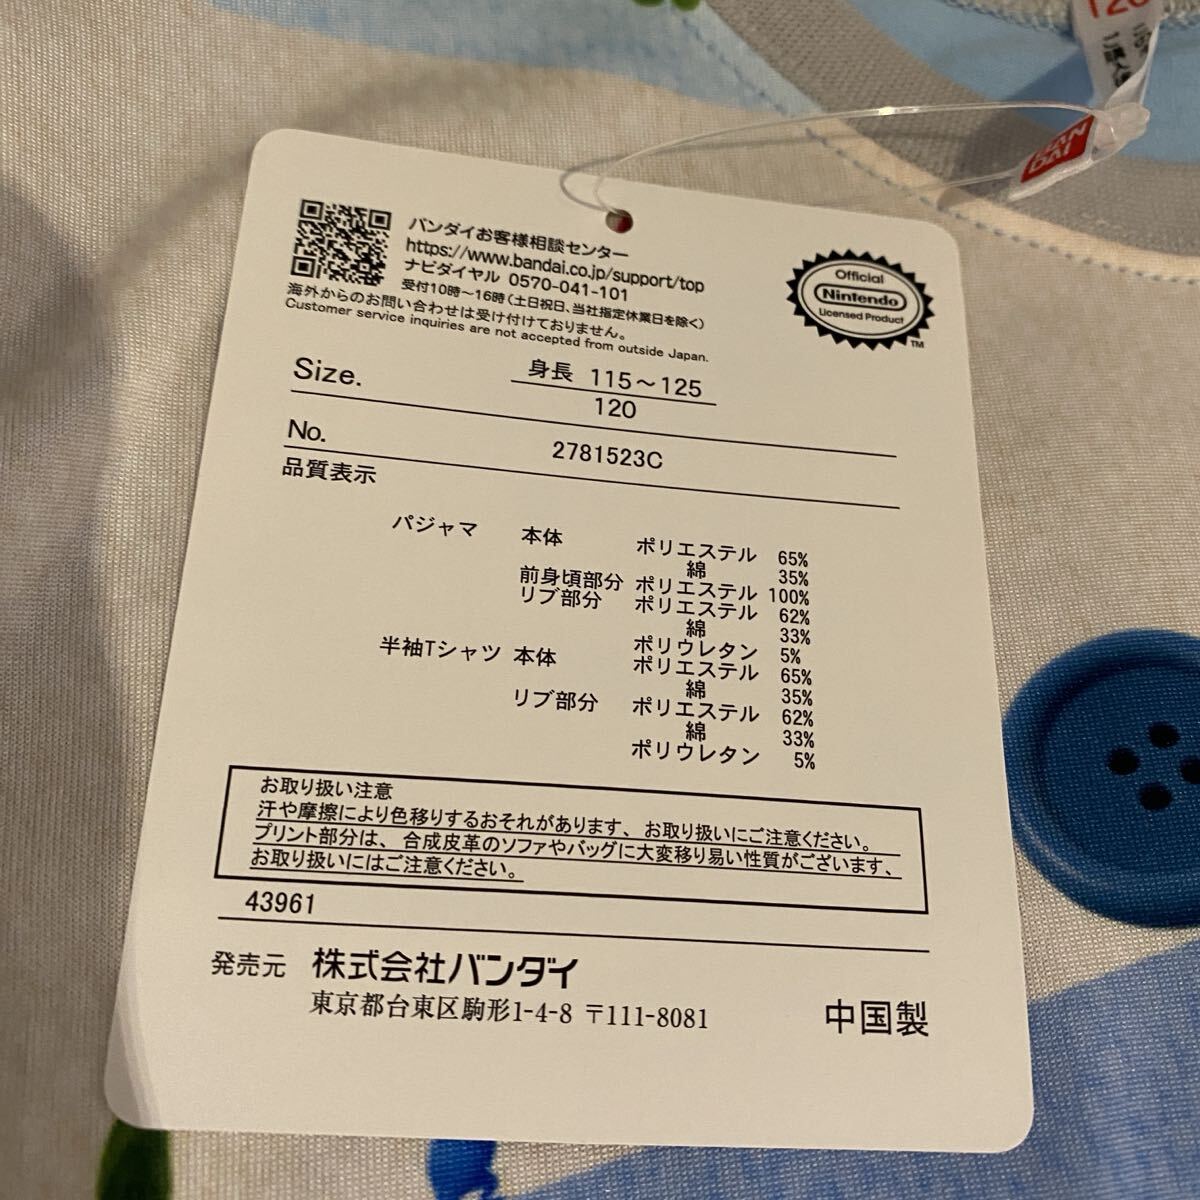 バンダイお客様相談センター
https://www.bandai.co.jp/support/top
ナビダイヤル 0570-041-101
受付10時～16時(土日祝日、当社指定休業日を除く)
海外からのお問い合わせは受け付けておりません。
Customer service inquiries are not accepted from outside Japan.
Official
Nintendo
Licensed Product
TM
Size.
身長 115～125
120
No.
2781523C
品質表示
パジャマ 本体 ポリエステル 65%
綿 35%
前身頃部分 ポリエステル 100%
リブ部分 ポリエステル 62%
綿 33%
ポリウレタン 5%
半袖Tシャツ 本体 ポリエステル 65%
綿 35%
リブ部分 ポリエステル 62%
綿 33%
ポリウレタン 5%
お取り扱い注意
汗や摩擦により色移りするおそれがあります、お取り扱いにご注意ください。
プリント部分は、合成皮革のソファやバッグに大変移り易い性質がございます、
お取り扱いにはご注意ください。
43961
発売元 株式会社バンダイ
東京都台東区駒形1-4-8 〒111-8081
中国製
BAN
DAI
120